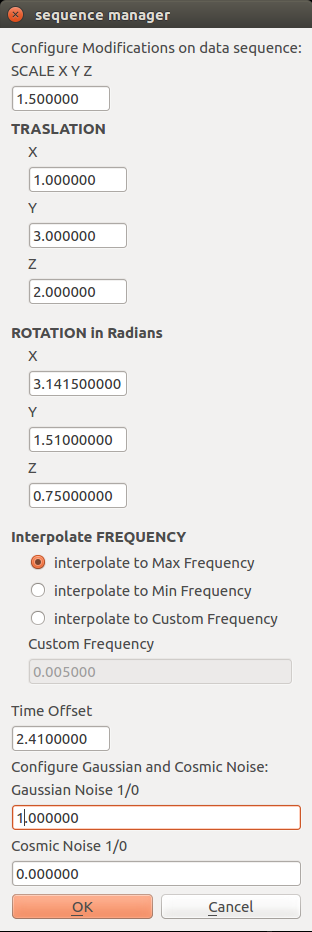 sequence manager
Configure Modifications on data sequence:
SCALE X Y Z
1.500000
TRASLATION
X
1.000000
Y
3.000000
Z
2.000000
ROTATION in Radians
X
3.141500000
Y
1.51000000
Z
0.75000000
Interpolate FREQUENCY
interpolate to Max Frequency
interpolate to Min Frequency
interpolate to Custom Frequency
Custom Frequency
0.005000
Time Offset
2.4100000
Configure Gaussian and Cosmic Noise:
Gaussian Noise 1/0
1.000000
Cosmic Noise 1/0
0.000000
OK Cancel